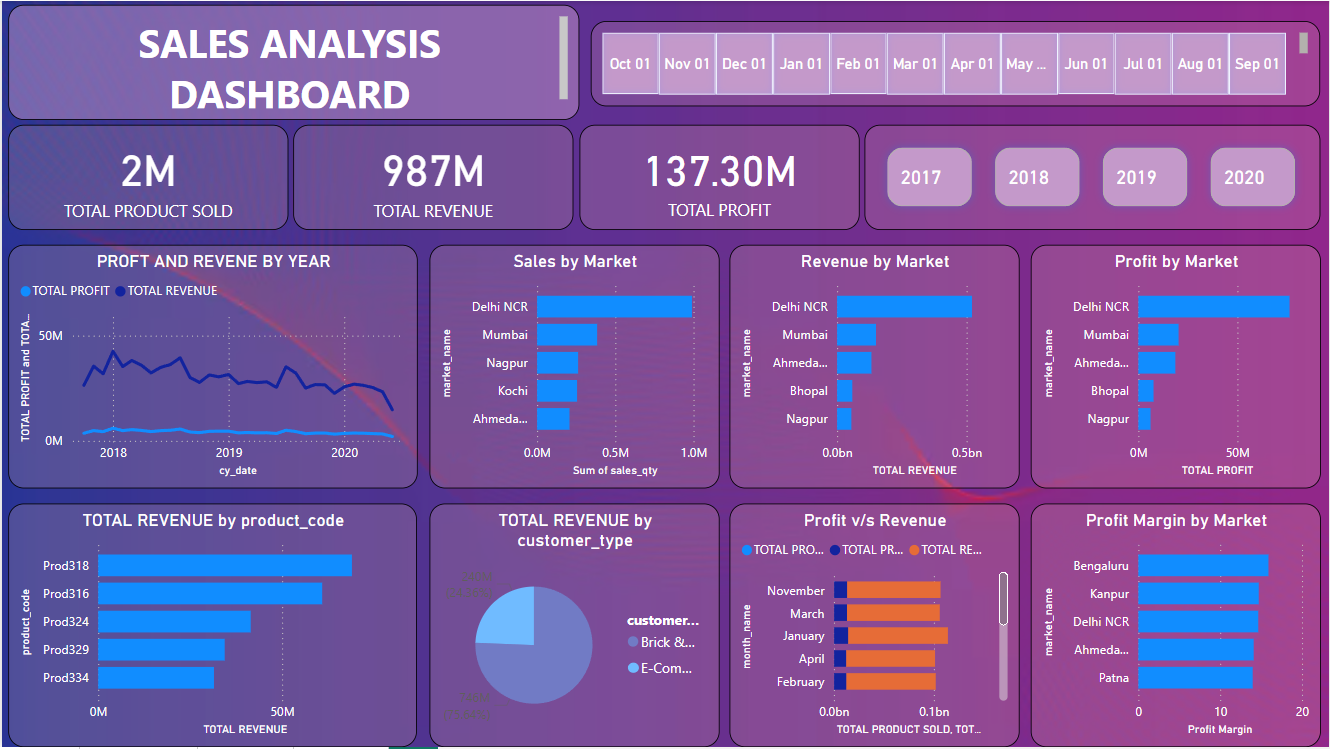 SALES ANALYSIS
DASHBOARD
Oct 01 Nov 01 Dec 01 Jan 01 Feb 01 Mar 01 Apr 01 May ... Jun 01 Jul 01 Aug 01 Sep 01
2M
TOTAL PRODUCT SOLD
987M
TOTAL REVENUE
137.30M
TOTAL PROFIT
2017 2018 2019 2020
PROFT AND REVENE BY YEAR
TOTAL PROFIT TOTAL REVENUE
TOTAL PROFIT and TOTA...
50M
0M
2018 2019 2020
cy_date
Sales by Market
market_name
Delhi NCR
Mumbai
Nagpur
Kochi
Ahmeda...
0.0M 0.5M 1.0M
Sum of sales_qty
Revenue by Market
market_name
Delhi NCR
Mumbai
Ahmeda...
Bhopal
Nagpur
0.0bn 0.5bn
TOTAL REVENUE
Profit by Market
market_name
Delhi NCR
Mumbai
Ahmeda...
Bhopal
Nagpur
0M 50M
TOTAL PROFIT
TOTAL REVENUE by product_code
product_code
Prod318
Prod316
Prod324
Prod329
Prod334
0M 50M
TOTAL REVENUE
TOTAL REVENUE by
customer_type
customer...
Brick &...
E-Com...
Profit v/s Revenue
TOTAL PRO... TOTAL PR... TOTAL RE...
month_name
November
March
January
April
February
0.0bn 0.1bn
TOTAL PRODUCT SOLD, TOT...
Profit Margin by Market
market_name
Bengaluru
Kanpur
Delhi NCR
Ahmeda...
Patna
0 10 20
Profit Margin